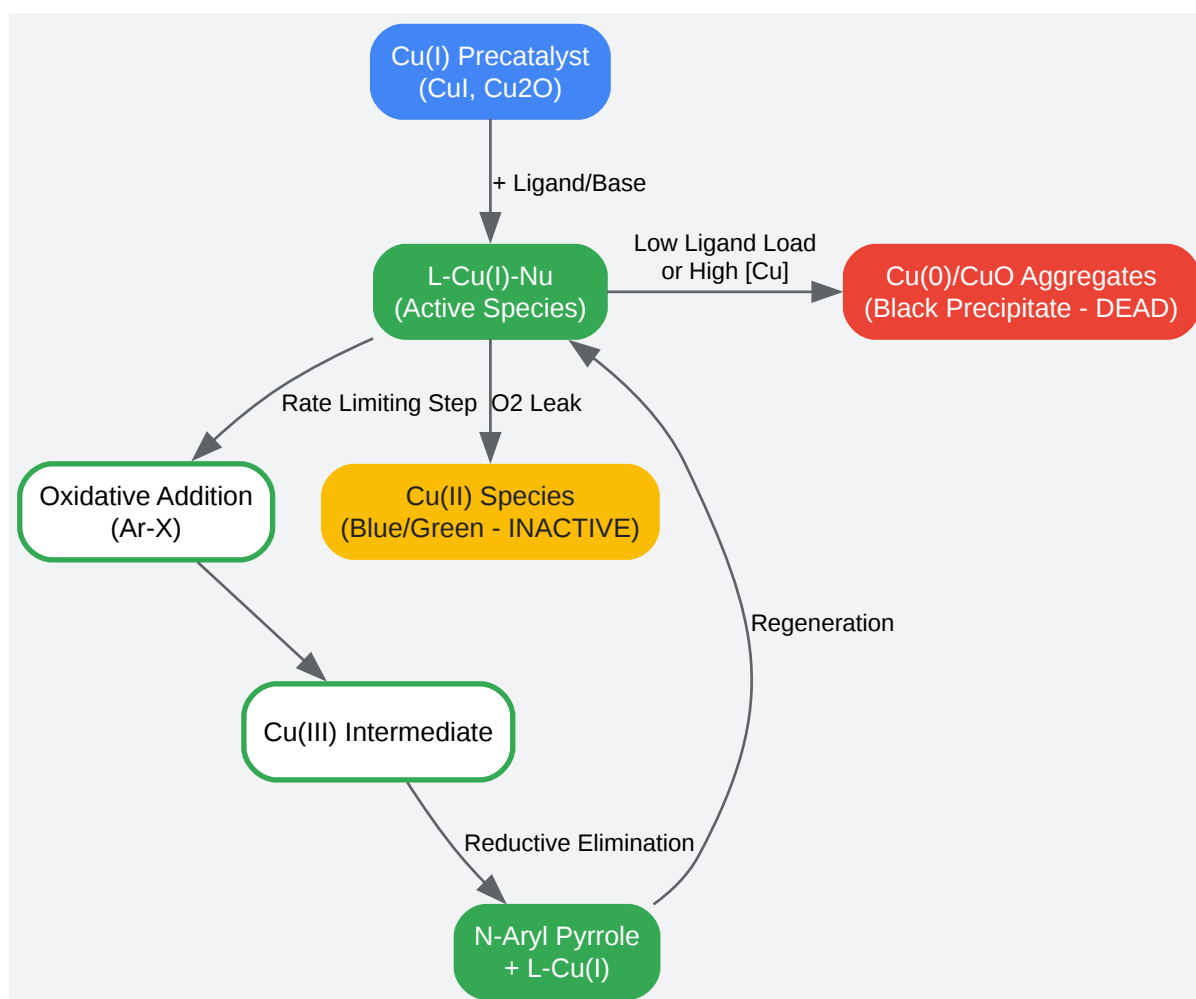 Cu(I) Precatalyst
(CuI, Cu2O)
+ Ligand/Base
L-Cu(I)-Nu
(Active Species)
Low Ligand Load
or High [Cu]
Cu(0)/CuO Aggregates
(Black Precipitate - DEAD)
Rate Limiting Step
O2 Leak
Oxidative Addition
(Ar-X)
Cu(II) Species
(Blue/Green - INACTIVE)
Regeneration
Cu(III) Intermediate
Reductive Elimination
N-Aryl Pyrrole
+ L-Cu(I)